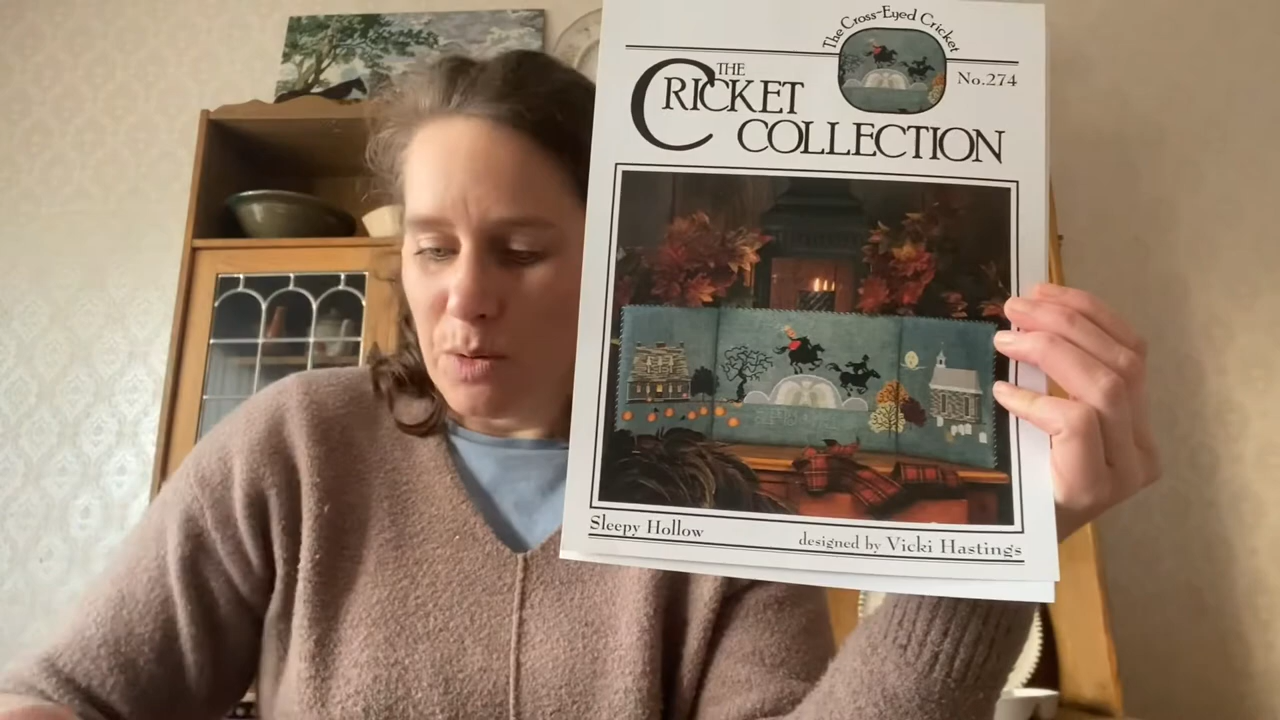 The Cross-Eyed Cricket
No.274
THE
CRICKET
COLLECTION
Sleepy Hollow
designed by Vicki Hastings